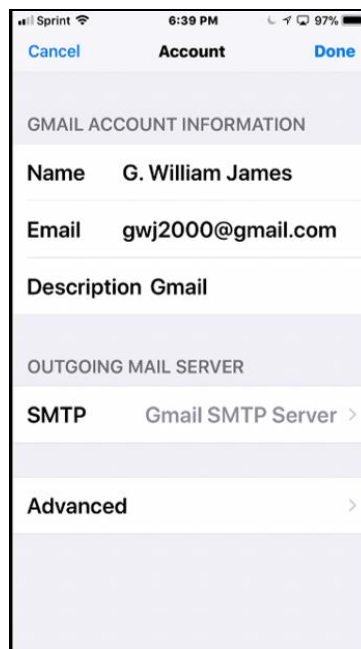 Sprint 6:39 PM 97%
Cancel Account Done
GMAIL ACCOUNT INFORMATION
Name G. William James
Email gwj2000@gmail.com
Description Gmail
OUTGOING MAIL SERVER
SMTP Gmail SMTP Server
Advanced